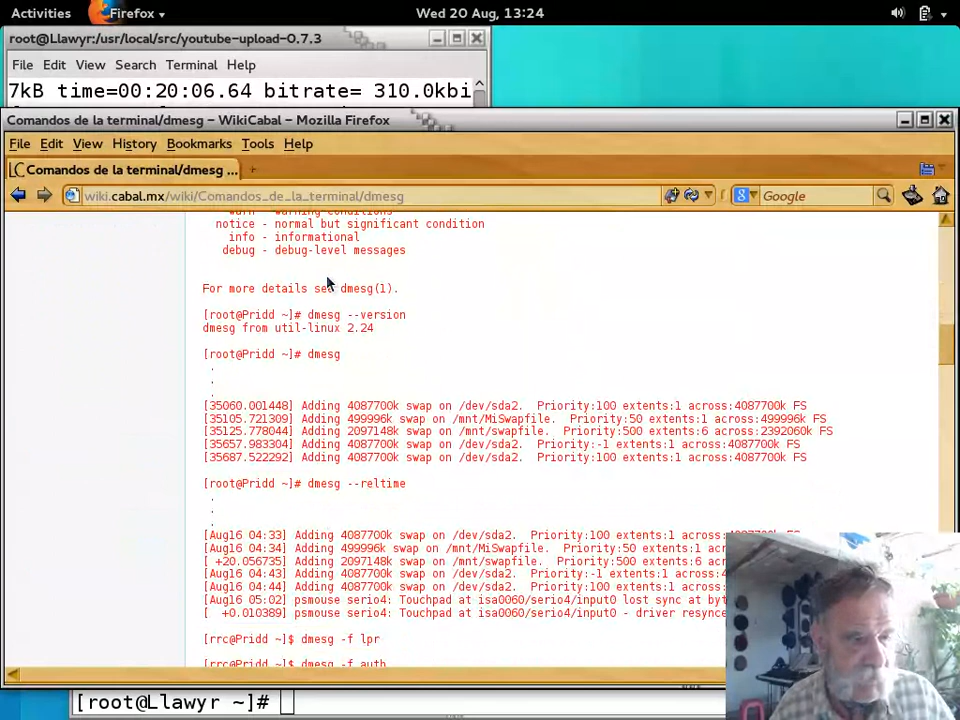 Activities Firefox Wed 20 Aug, 13:24
root@Llawyr:/usr/local/src/youtube-upload-0.7.3
File Edit View Search Terminal Help
7kB time=00:20:06.64 bitrate= 310.0kbi
Comandos de la terminal/dmesg – WikiCabal – Mozilla Firefox
File Edit View History Bookmarks Tools Help
Comandos de la terminal/dmesg ...
wiki.cabal.mx/wiki/Comandos_de_la_terminal/dmesg Google
warn - warning conditions
notice - normal but significant condition
info - informational
debug - debug-level messages
For more details see dmesg(1).
[root@Pridd ~]# dmesg --version
dmesg from util-linux 2.24
[root@Pridd ~]# dmesg
.
.
.
[35060.001448] Adding 4087700k swap on /dev/sda2. Priority:100 extents:1 across:4087700k FS
[35105.721309] Adding 499996k swap on /mnt/MiSwapfile. Priority:50 extents:1 across:499996k FS
[35125.778044] Adding 2097148k swap on /mnt/swapfile. Priority:500 extents:6 across:2392060k FS
[35657.983304] Adding 4087700k swap on /dev/sda2. Priority:-1 extents:1 across:4087700k FS
[35687.522292] Adding 4087700k swap on /dev/sda2. Priority:100 extents:1 across:4087700k FS
[root@Pridd ~]# dmesg --reltime
.
.
.
[Aug16 04:33] Adding 4087700k swap on /dev/sda2. Priority:100 extents:1 across:4087700k FS
[Aug16 04:34] Adding 499996k swap on /mnt/MiSwapfile. Priority:50 extents:1
[ +20.056735] Adding 2097148k swap on /mnt/swapfile. Priority:500 extents:6
[Aug16 04:43] Adding 4087700k swap on /dev/sda2. Priority:-1 extents:1
[Aug16 04:44] Adding 4087700k swap on /dev/sda2. Priority:100 extents:1
[Aug16 05:02] psmouse serio4: Touchpad at isa0060/serio4/input0 lost sync at byt
[ +0.010389] psmouse serio4: Touchpad at isa0060/serio4/input0 - driver resynce
[rrc@Pridd ~]$ dmesg -f lpr
[rrc@Pridd ~]$ dmesg -f auth
[root@Llawyr ~]#